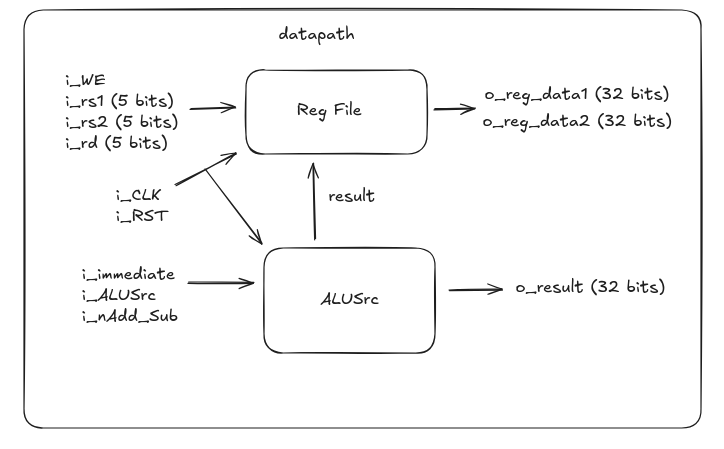 datapath
i_WE
i_rs1 (5 bits)
i_rs2 (5 bits)
i_rd (5 bits)
Reg File
o_reg_data1 (32 bits)
o_reg_data2 (32 bits)
i_CLK
i_RST
result
i_immediate
i_ALUSrc
i_nAdd_Sub
ALUSrc
o_result (32 bits)